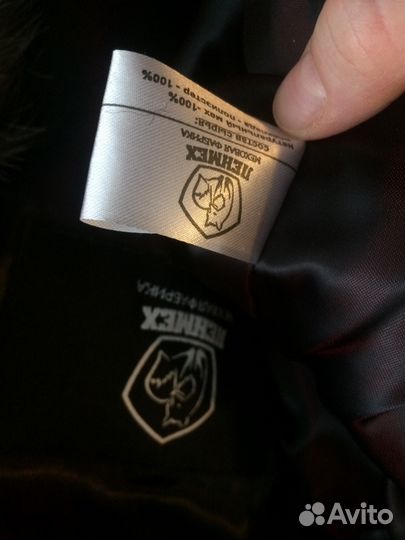 ЛЕНМЕХ
МЕХОВАЯ ФАБРИКА
СОСТАВ СЫРЬЯ:
натуральный мех -100%
- полиэстер -100%
ЛЕНМЕХ
МЕХОВАЯ ФАБРИКА
Avito